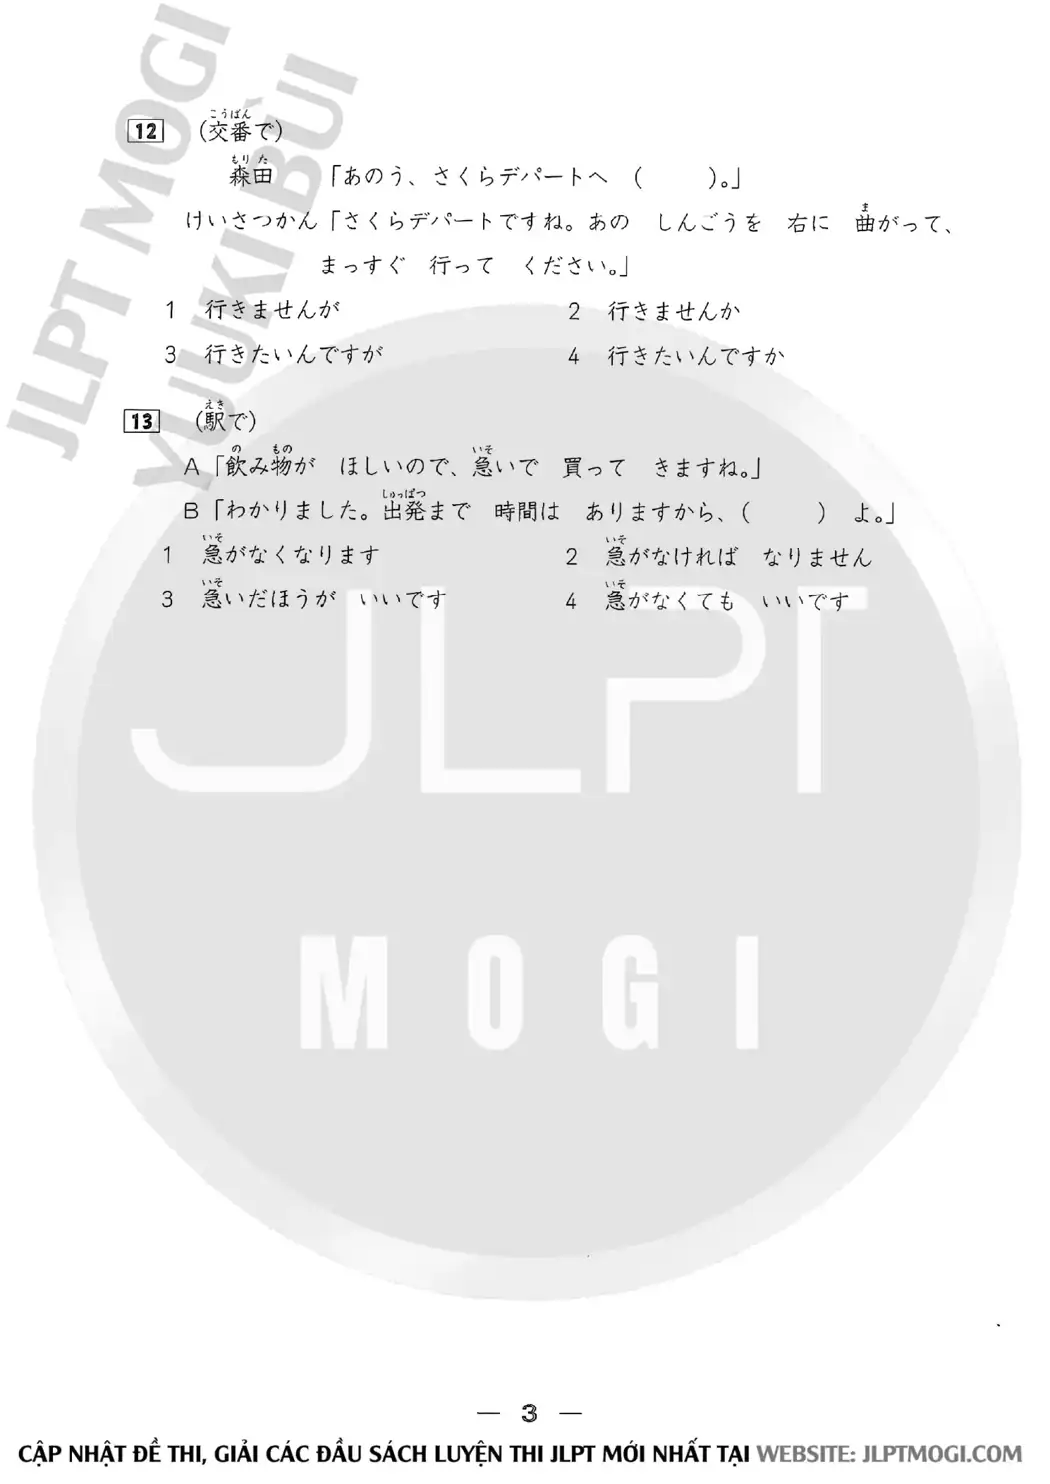 JLPT MOGI
YUUKI BÙI
12 （交番で）
こうばん
もり た
森田 「あのう、さくらデパートへ （　　　）。」
けいさつかん「さくらデパートですね。あの しんごうを 右に 曲がって、
ま
まっすぐ 行って ください。」
1 行きませんが 2 行きませんか
3 行きたいんですが 4 行きたいんですか
13 （駅で）
えき
の もの いそ
A「飲み物が ほしいので、急いで 買って きますね。」
しゅっぱつ
B「わかりました。出発まで 時間は ありますから、（　　　） よ。」
いそ いそ
1 急がなくなります 2 急がなければ なりません
いそ いそ
3 急いだほうが いいです 4 急がなくても いいです
JLPT
MOGI
— 3 —
CẬP NHẬT ĐỀ THI, GIẢI CÁC ĐẦU SÁCH LUYỆN THI JLPT MỚI NHẤT TẠI WEBSITE: JLPTMOGI.COM